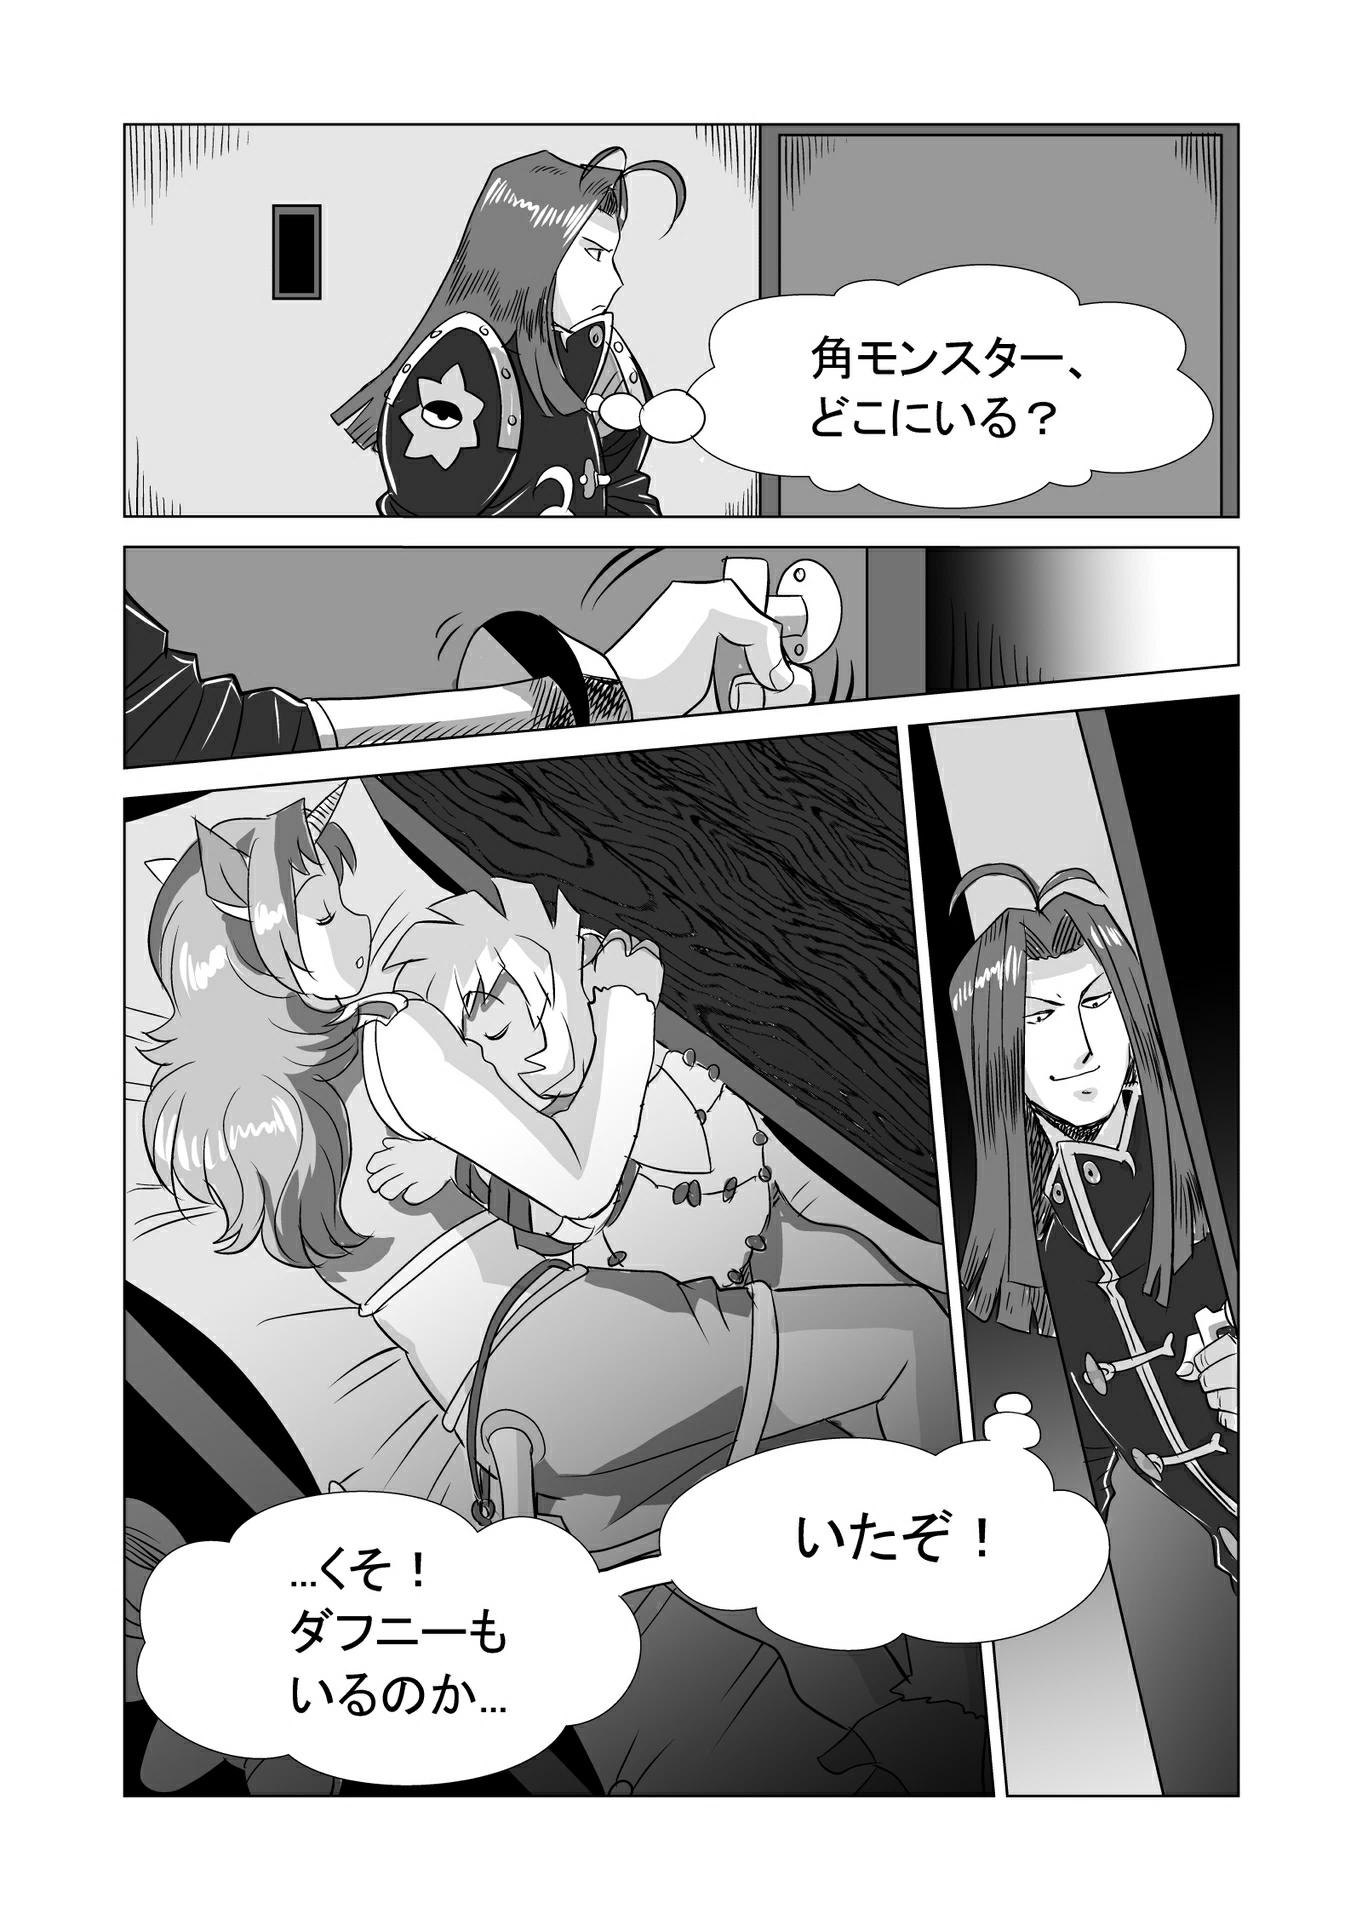 角モンスター、
どこにいる？
いたぞ！
…くそ！
ダフニーも
いるのか…